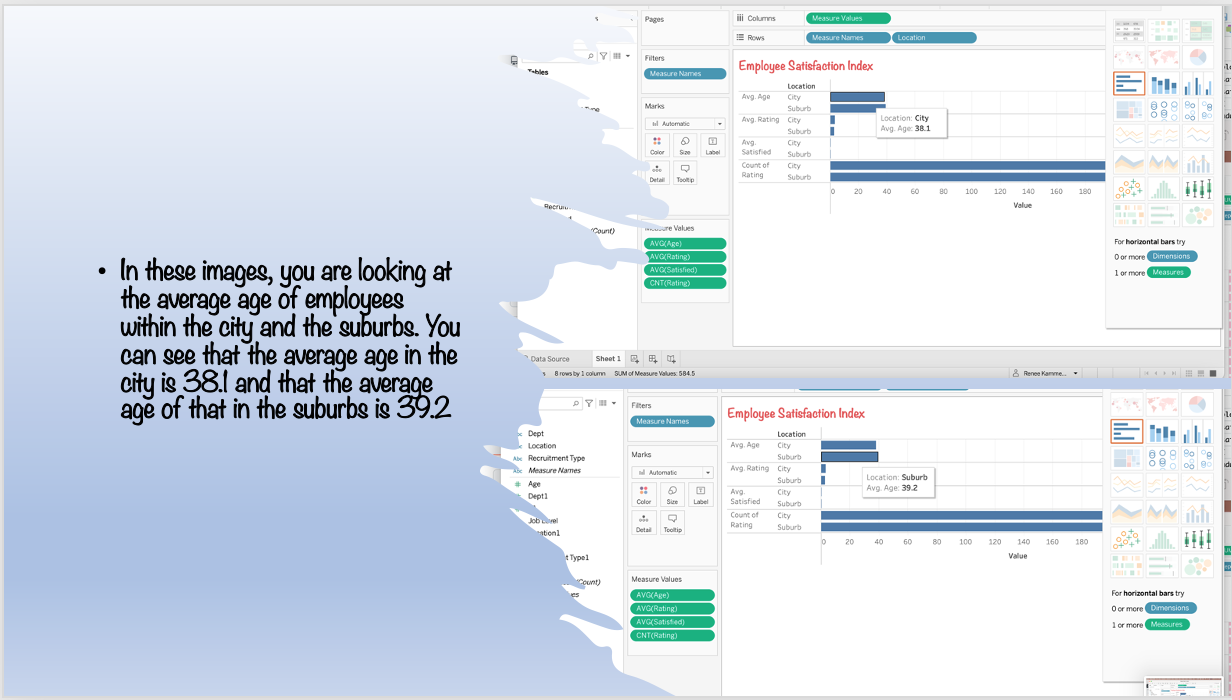 • In these images, you are looking at
the average age of employees
within the city and the suburbs. You
can see that the average age in the
city is 38.1 and that the average
age of that in the suburbs is 39.2
Tables
Pages
Columns Measure Values
Rows Measure Names Location
Filters
Measure Names
Marks
Automatic
Color Size Label
Detail Tooltip
Measure Values
AVG(Age)
AVG(Rating)
AVG(Satisfied)
CNT(Rating)
Employee Satisfaction Index
Location
Avg. Age City
Suburb
Avg. Rating City
Suburb
Avg. City
Satisfied Suburb
Count of City
Rating Suburb
Location: City
Avg. Age: 38.1
0 20 40 60 80 100 120 140 160 180
Value
For horizontal bars try
0 or more Dimensions
1 or more Measures
Data Source Sheet 1
8 rows by 1 column SUM of Measure Values: 584.5 Renee Kamme...
Abc Dept
Location
Abc Recruitment Type
Abc Measure Names
# Age
Dept1
Job Level
Filters
Measure Names
Marks
Automatic
Color Size Label
Detail Tooltip
Measure Values
AVG(Age)
AVG(Rating)
AVG(Satisfied)
CNT(Rating)
Employee Satisfaction Index
Location
Avg. Age City
Suburb
Avg. Rating City
Suburb
Avg. City
Satisfied Suburb
Count of City
Rating Suburb
Location: Suburb
Avg. Age: 39.2
0 20 40 60 80 100 120 140 160 180
Value
For horizontal bars try
0 or more Dimensions
1 or more Measures